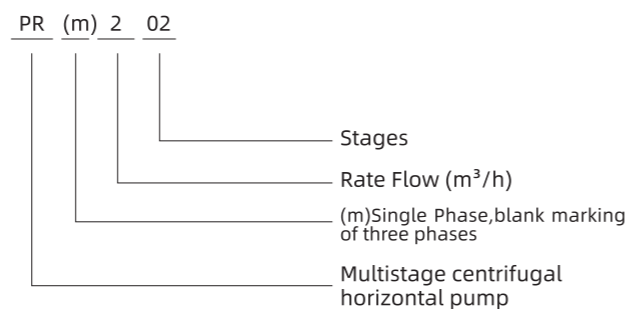 PR (m) 2 02
Stages
Rate Flow (m³/h)
(m)Single Phase,blank marking
of three phases
Multistage centrifugal
horizontal pump